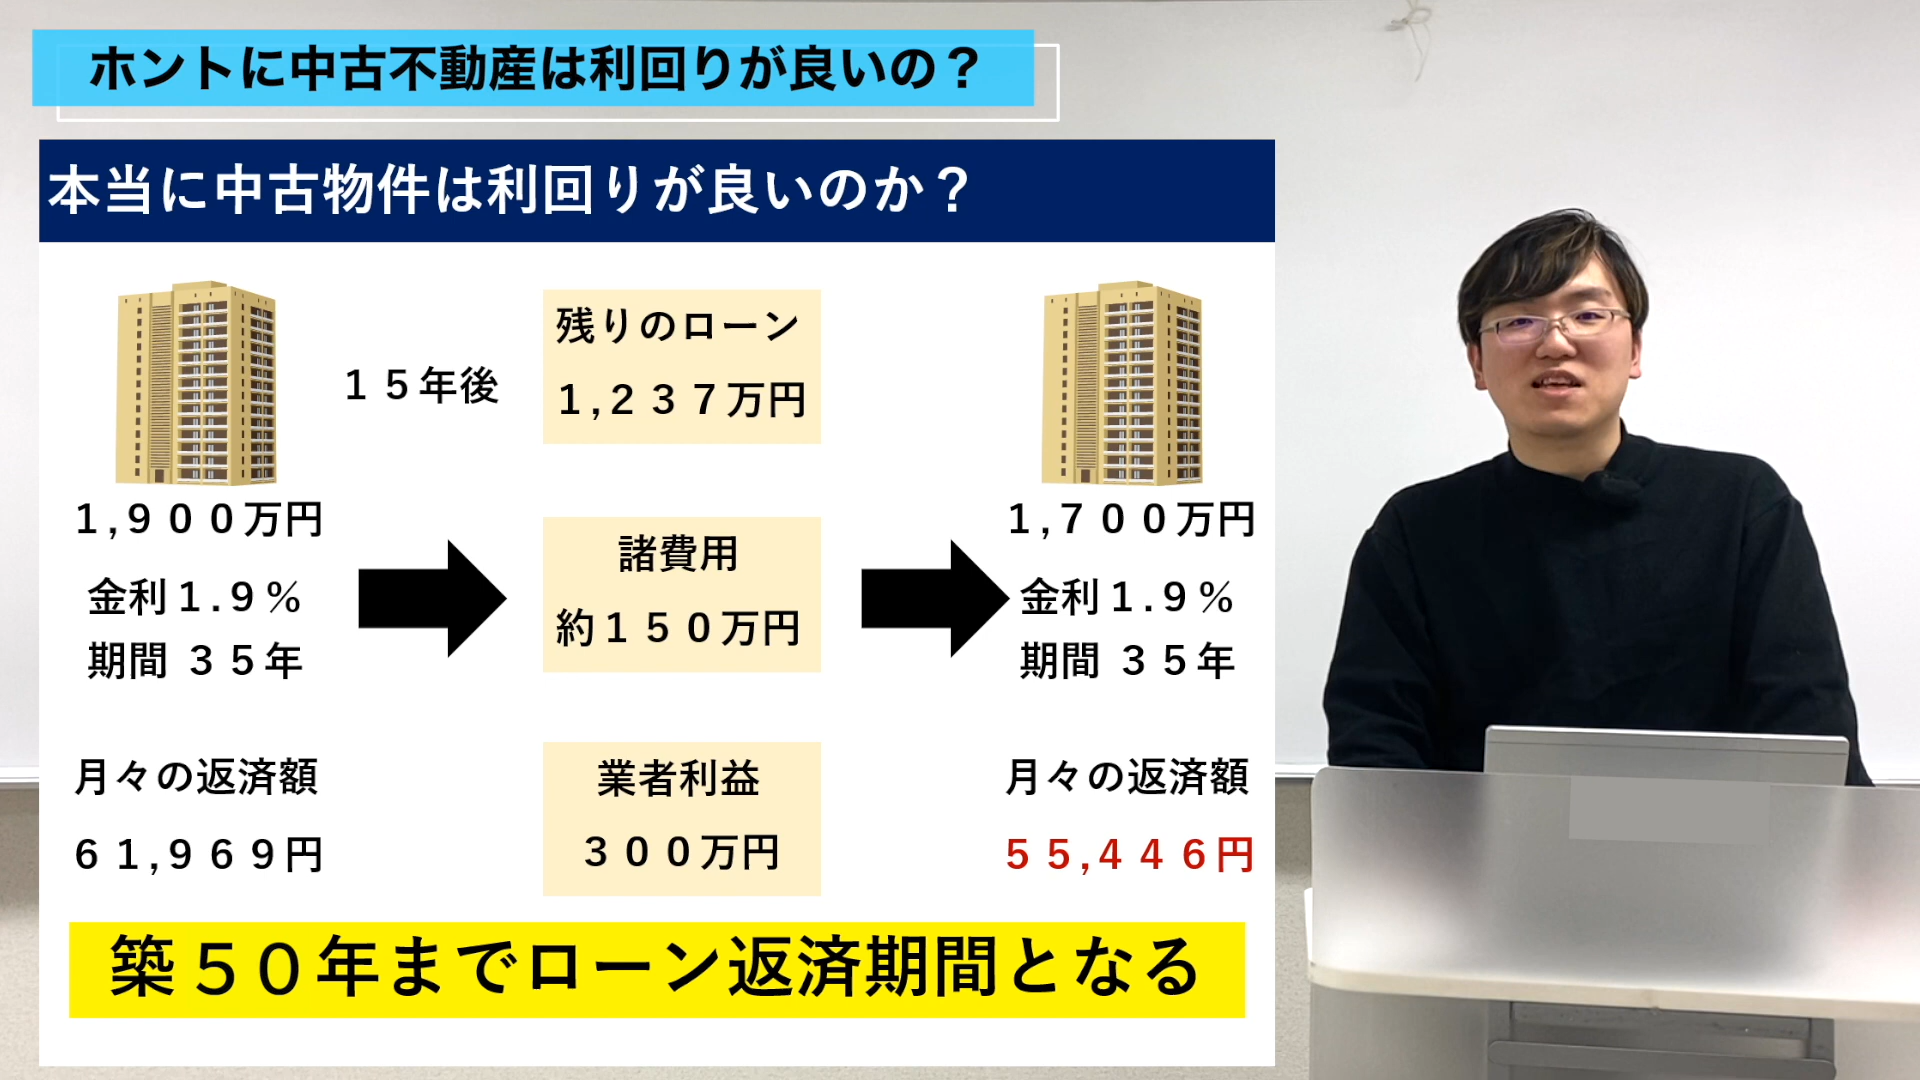 ホントに中古不動産は利回りが良いの？
本当に中古物件は利回りが良いのか？
１５年後
残りのローン
１,２３７万円
１,９００万円
金利１.９％
期間 ３５年
諸費用
約１５０万円
１,７００万円
金利１.９％
期間 ３５年
月々の返済額
６１,９６９円
業者利益
３００万円
月々の返済額
５５,４４６円
築５０年までローン返済期間となる